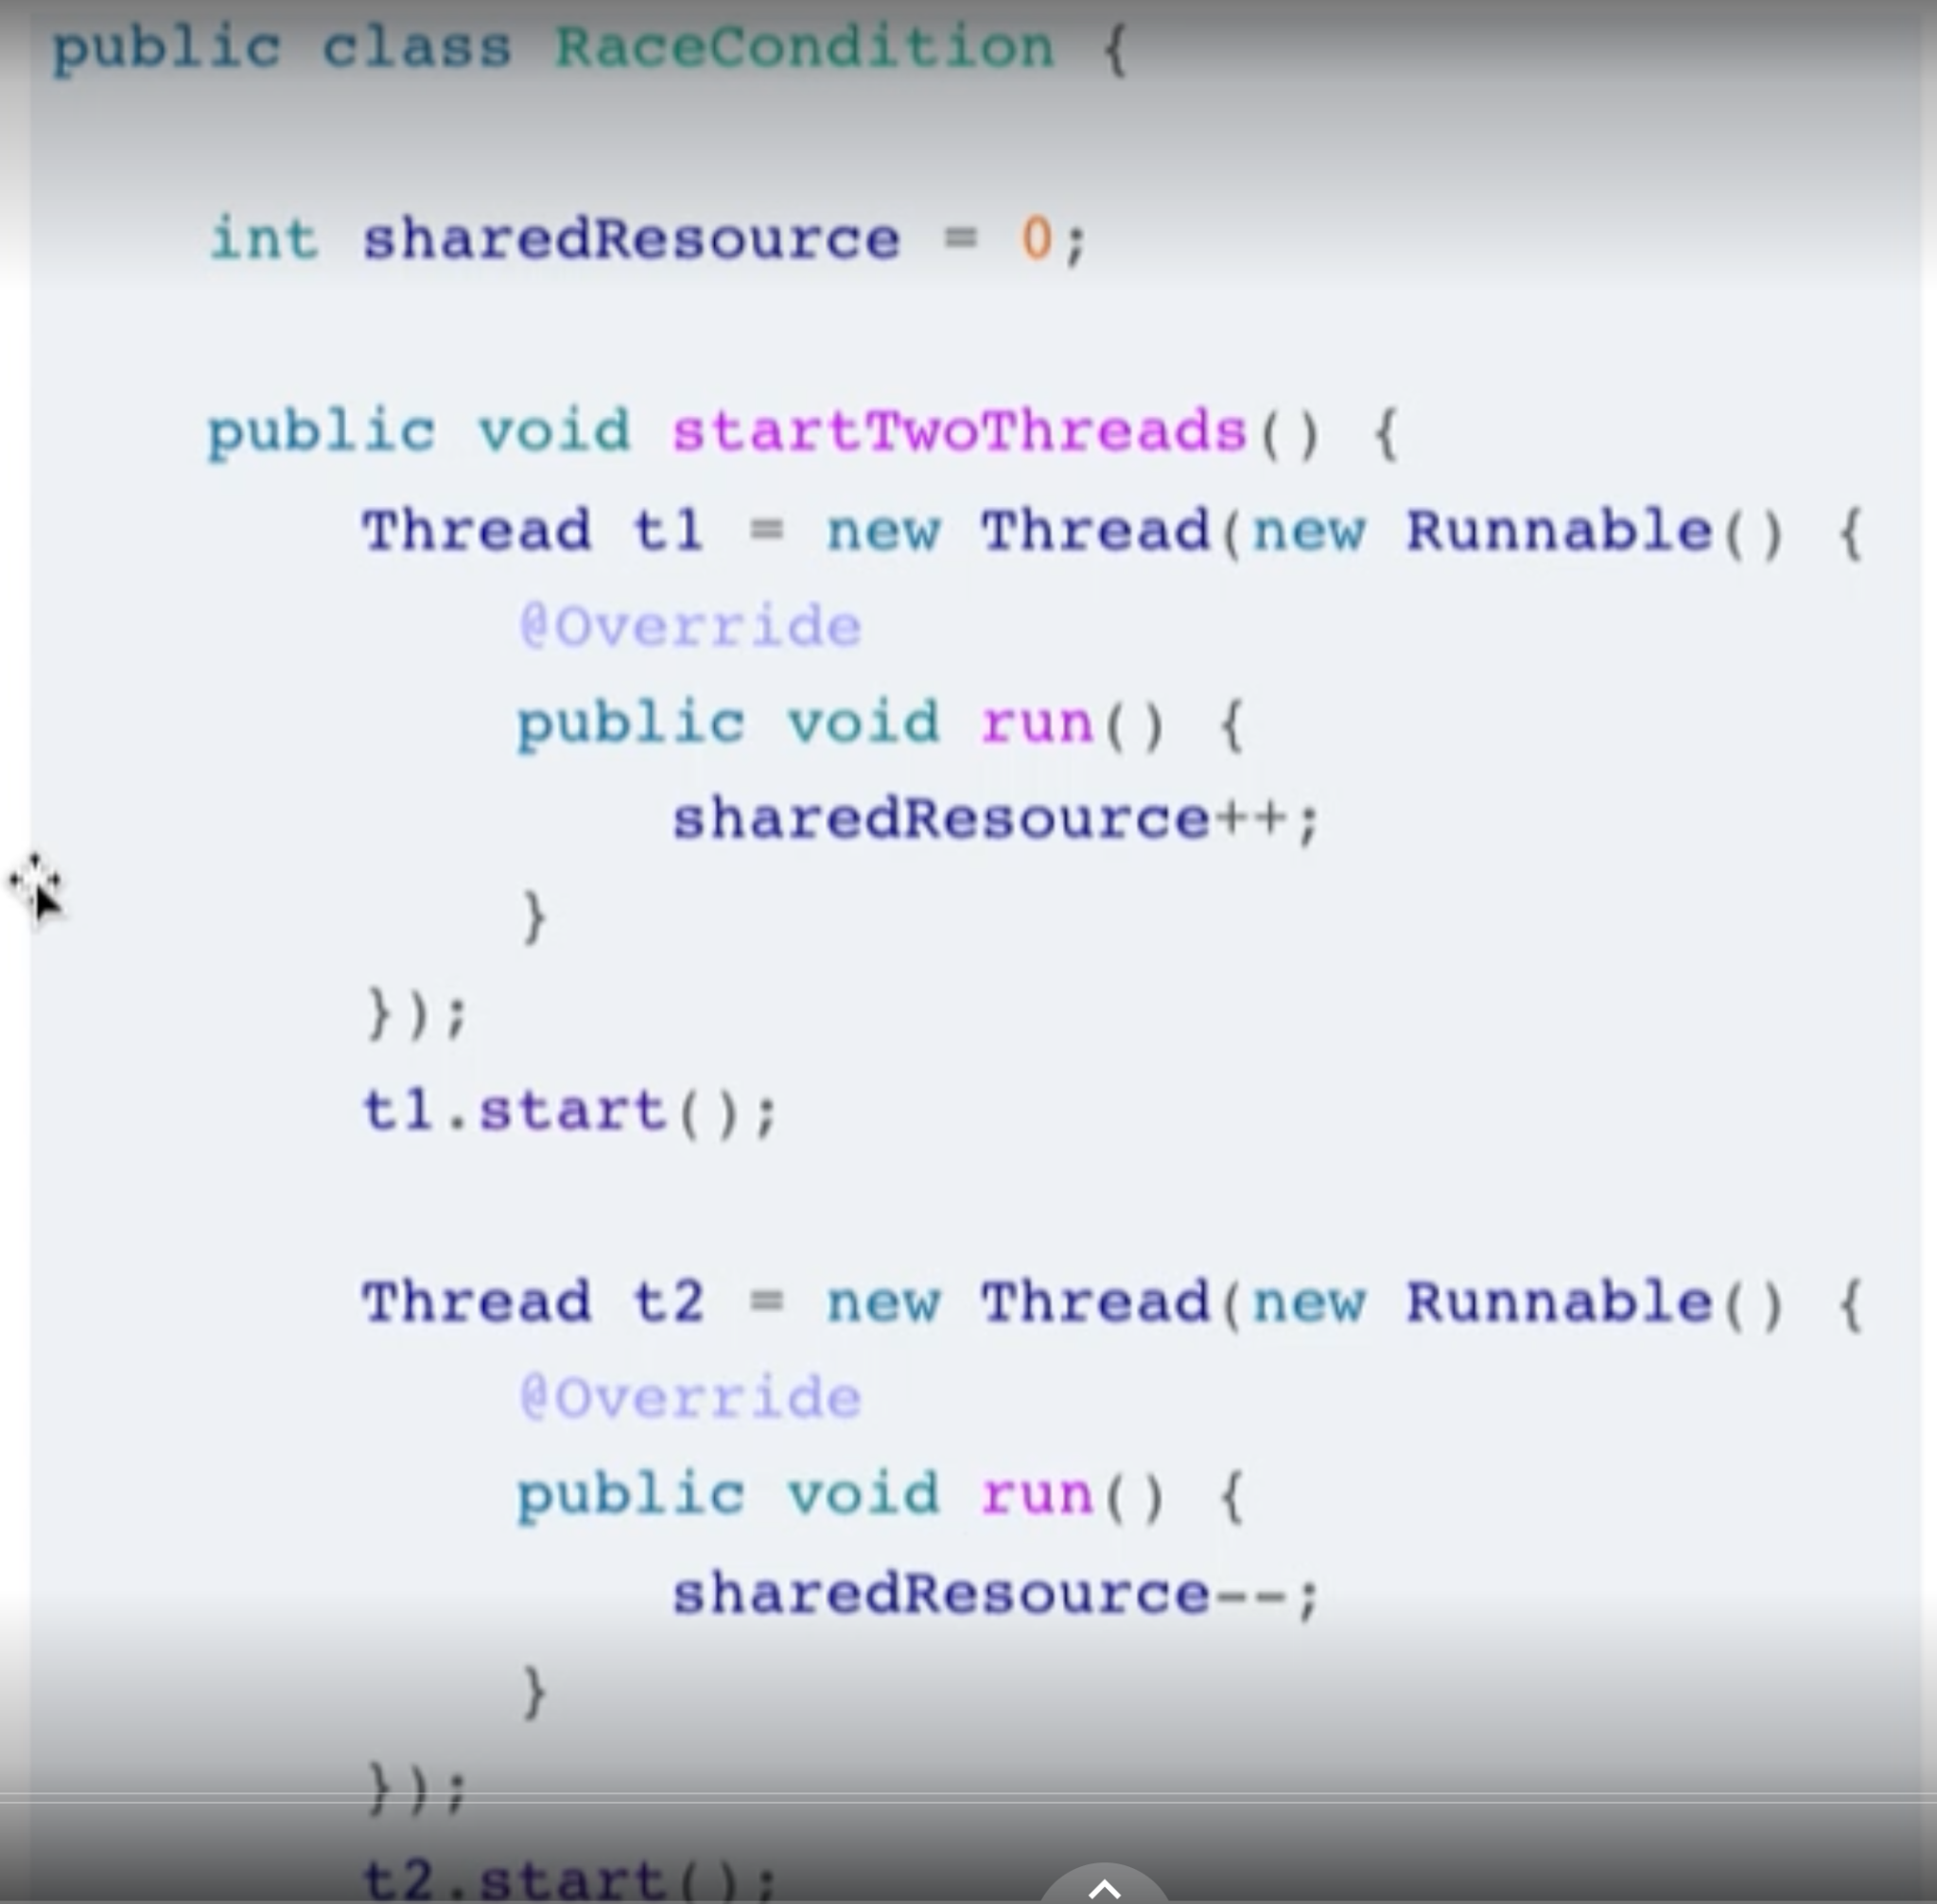 public class RaceCondition {
int sharedResource = 0;
public void startTwoThreads() {
Thread t1 = new Thread(new Runnable() {
@Override
public void run() {
sharedResource++;
}
});
t1.start();
Thread t2 = new Thread(new Runnable() {
@Override
public void run() {
sharedResource--;
}
});
t2.start();